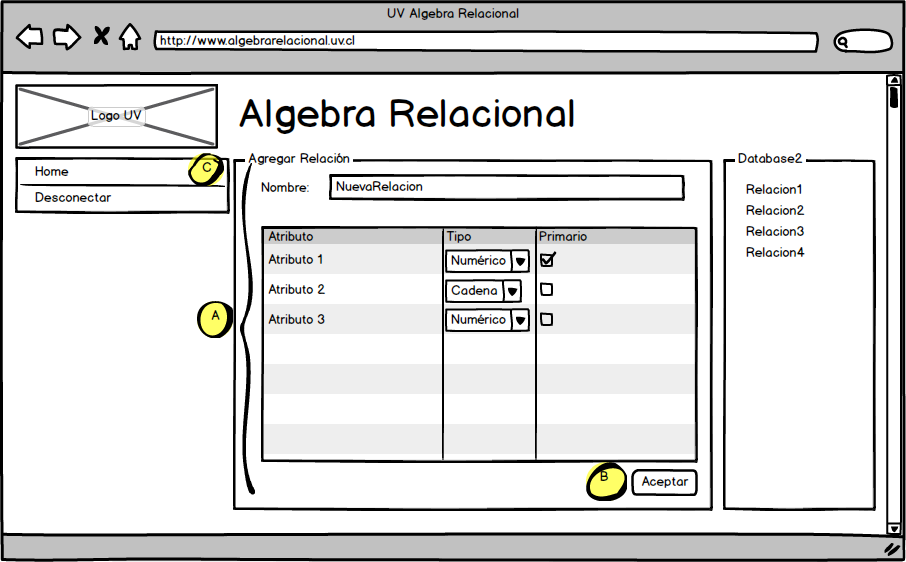 UV Algebra Relacional
http://www.algebrarelacional.uv.cl
Logo UV
Algebra Relacional
Home
C
Desconectar
Agregar Relación
Nombre:
NuevaRelacion
Atributo Tipo Primario
Atributo 1 Numérico
Atributo 2 Cadena
Atributo 3 Numérico
A
B
Aceptar
Database2
Relacion1
Relacion2
Relacion3
Relacion4